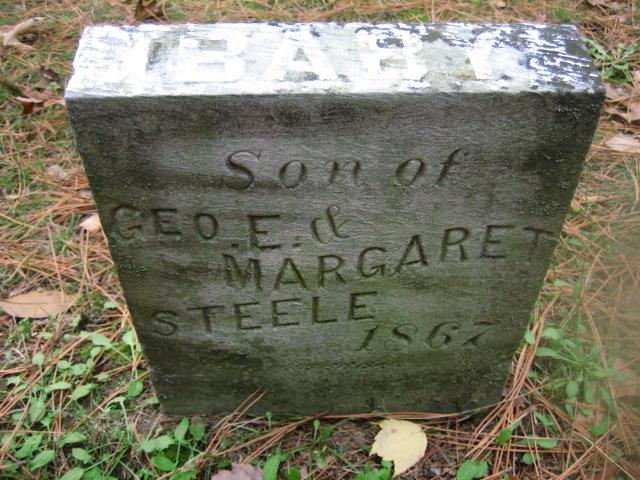 BABY
Son of
GEO. E. &
MARGARET
STEELE
1867